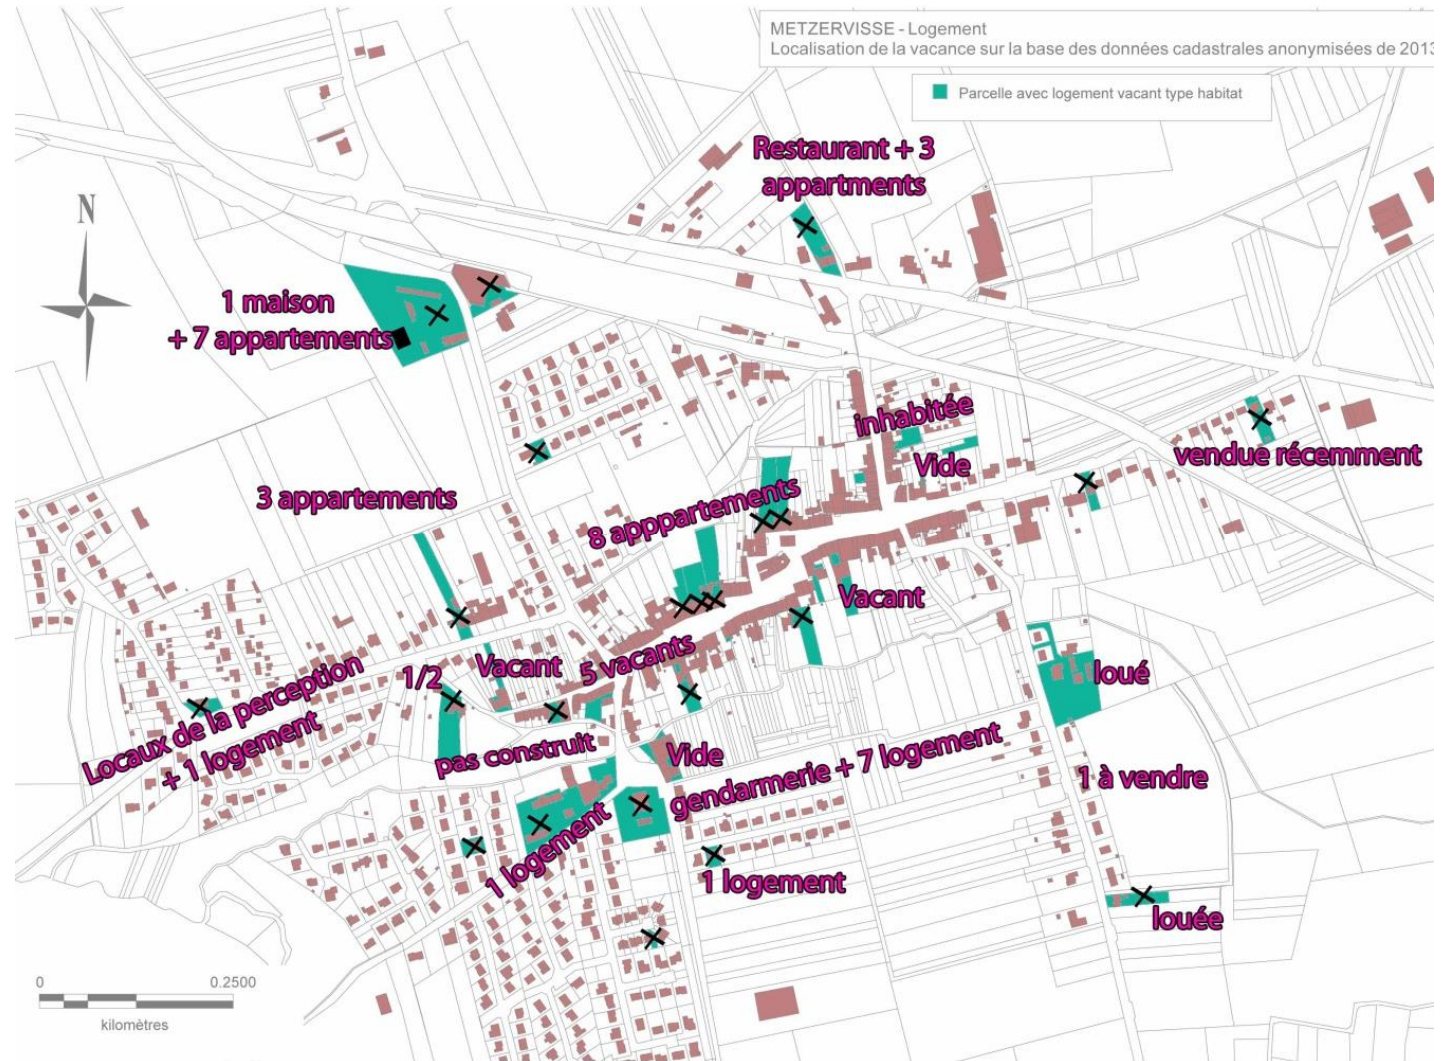 METZERVISSE - Logement
Localisation de la vacance sur la base des données cadastrales anonymisées de 2013
Parcelle avec logement vacant type habitat
Restaurant + 3
appartments
N
1 maison
+ 7 appartements
inhabitée
Vide
vendue récemment
3 appartements
8 apppartements
Vacant
1/2
Vacant
5 vacants
loué
Locaux de la perception
+ 1 logement
pas construit
Vide
gendarmerie + 7 logement
1 à vendre
1 logement
1 logement
louée
0 0.2500
kilomètres